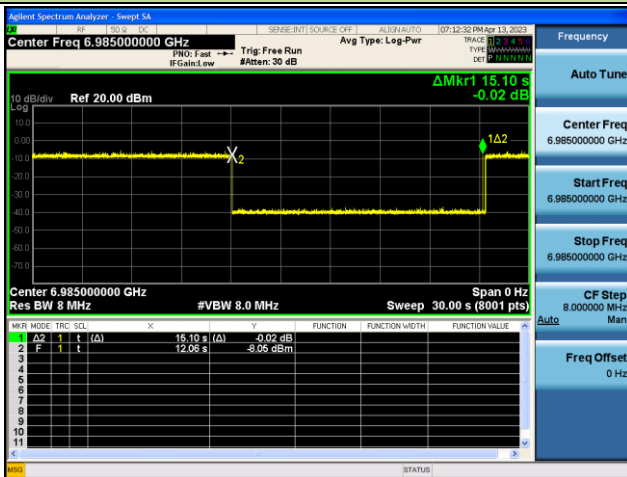 Agilent Spectrum Analyzer - Swept SA
RF 50 Ω DC SENSE:INT SOURCE OFF ALIGN AUTO 07:12:32 PM Apr 13, 2023
Center Freq 6.985000000 GHz
PNO: Fast
IFGain:Low
Trig: Free Run
#Atten: 30 dB
Avg Type: Log-Pwr
TRACE 1 2 3 4 5 6
TYPE
DET P N N N N N
Frequency
ΔMkr1 15.10 s
-0.02 dB
10 dB/div Ref 20.00 dBm
Log
10.0
0.00
-10.0
-20.0
-30.0
-40.0
-50.0
-60.0
-70.0
2
1Δ2
Center 6.985000000 GHz Span 0 Hz
Res BW 8 MHz #VBW 8.0 MHz Sweep 30.00 s (8001 pts)
MKR MODE TRC SCL X Y FUNCTION FUNCTION WIDTH FUNCTION VALUE
1 Δ2 1 t (Δ) 15.10 s (Δ) -0.02 dB
2 F 1 t 12.06 s -8.05 dBm
3
4
5
6
7
8
9
10
11
MSG STATUS
Auto Tune
Center Freq
6.985000000 GHz
Start Freq
6.985000000 GHz
Stop Freq
6.985000000 GHz
CF Step
8.000000 MHz
Auto Man
Freq Offset
0 Hz